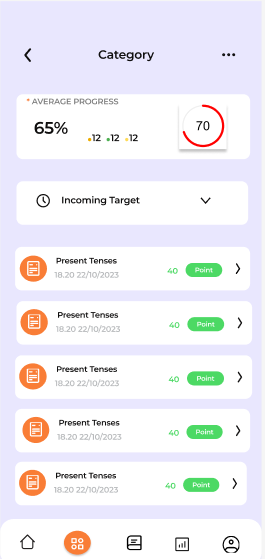 Category
* AVERAGE PROGRESS
65%
12 12 12
70
Incoming Target
Present Tenses
18.20 22/10/2023
40 Point
Present Tenses
18.20 22/10/2023
40 Point
Present Tenses
18.20 22/10/2023
40 Point
Present Tenses
18.20 22/10/2023
40 Point
Present Tenses
18.20 22/10/2023
40 Point